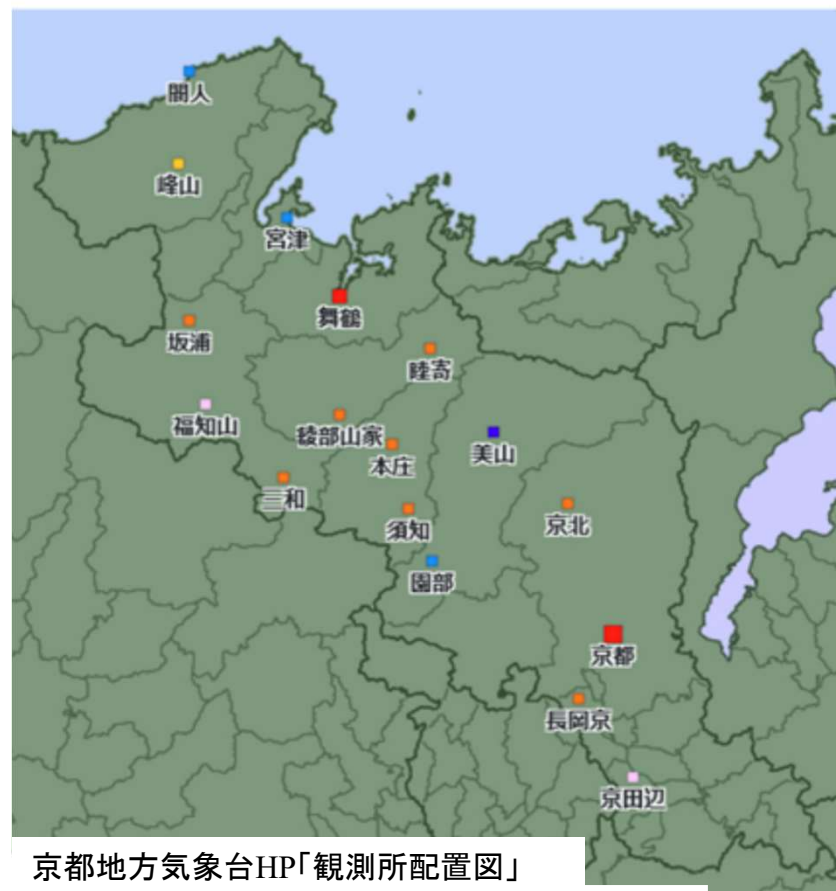 間人
峰山
宮津
舞鶴
坂浦
睦寄
福知山
綾部山家
本庄
美山
三和
須知
京北
園部
京都
長岡京
京田辺
京都地方気象台HP「観測所配置図」